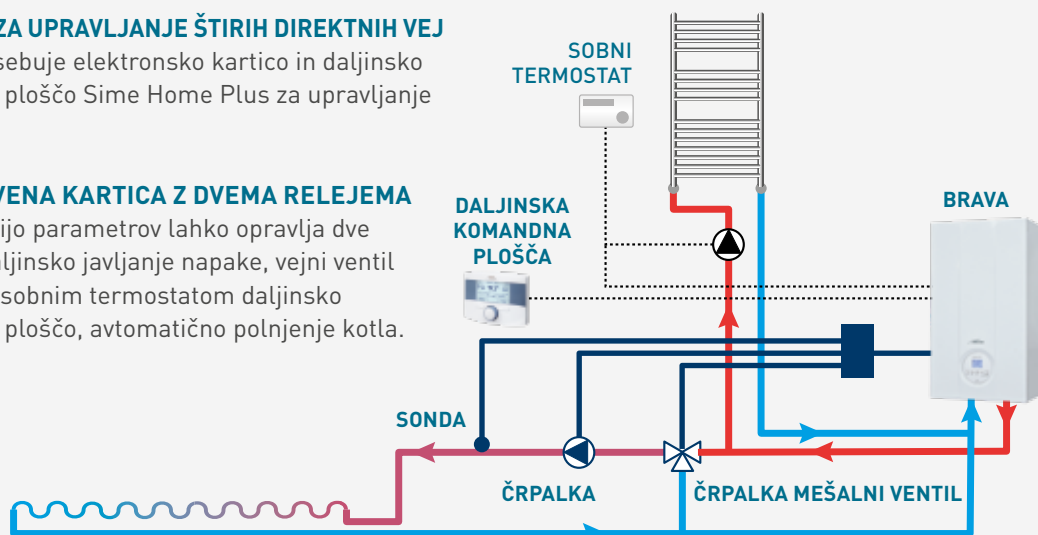 ZA UPRAVLJANJE ŠTIRIH DIREKTNIH VEJ
sebuje elektronsko kartico in daljinsko
ploščo Sime Home Plus za upravljanje
VENA KARTICA Z DVEMA RELEJEMA
ijo parametrov lahko opravlja dve
aljinsko javljanje napake, vejni ventil
sobnim termostatom daljinsko
ploščo, avtomatično polnjenje kotla.
SOBNI
TERMOSTAT
DALJINSKA
KOMANDNA
PLOŠČA
BRAVA
SONDA
ČRPALKA
ČRPALKA MEŠALNI VENTIL